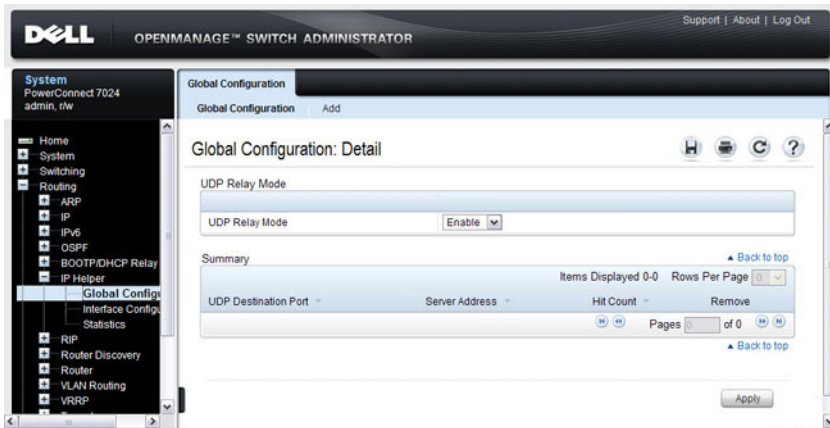 Support | About | Log Out
DELL
OPENMANAGE™ SWITCH ADMINISTRATOR
System
PowerConnect 7024
admin, r/w
Home
System
Switching
Routing
ARP
IP
IPv6
OSPF
BOOTP/DHCP Relay
IP Helper
Global Configu
Interface Configu
Statistics
RIP
Router Discovery
Router
VLAN Routing
VRRP
Global Configuration
Global Configuration Add
Global Configuration: Detail
UDP Relay Mode
UDP Relay Mode Enable
Summary Back to top
Items Displayed 0-0 Rows Per Page 0
UDP Destination Port Server Address Hit Count Remove
Pages 0 of 0
Back to top
Apply